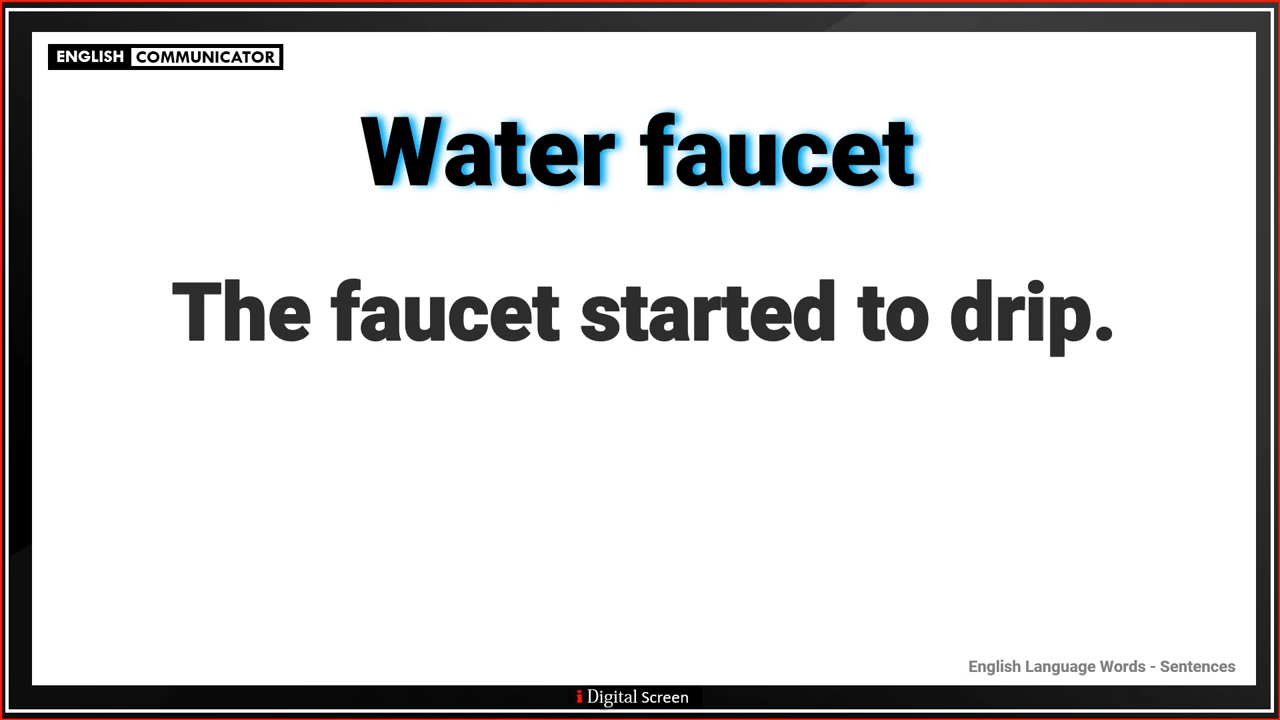 ENGLISH COMMUNICATOR
Water faucet
The faucet started to drip.
English Language Words - Sentences
i Digital Screen